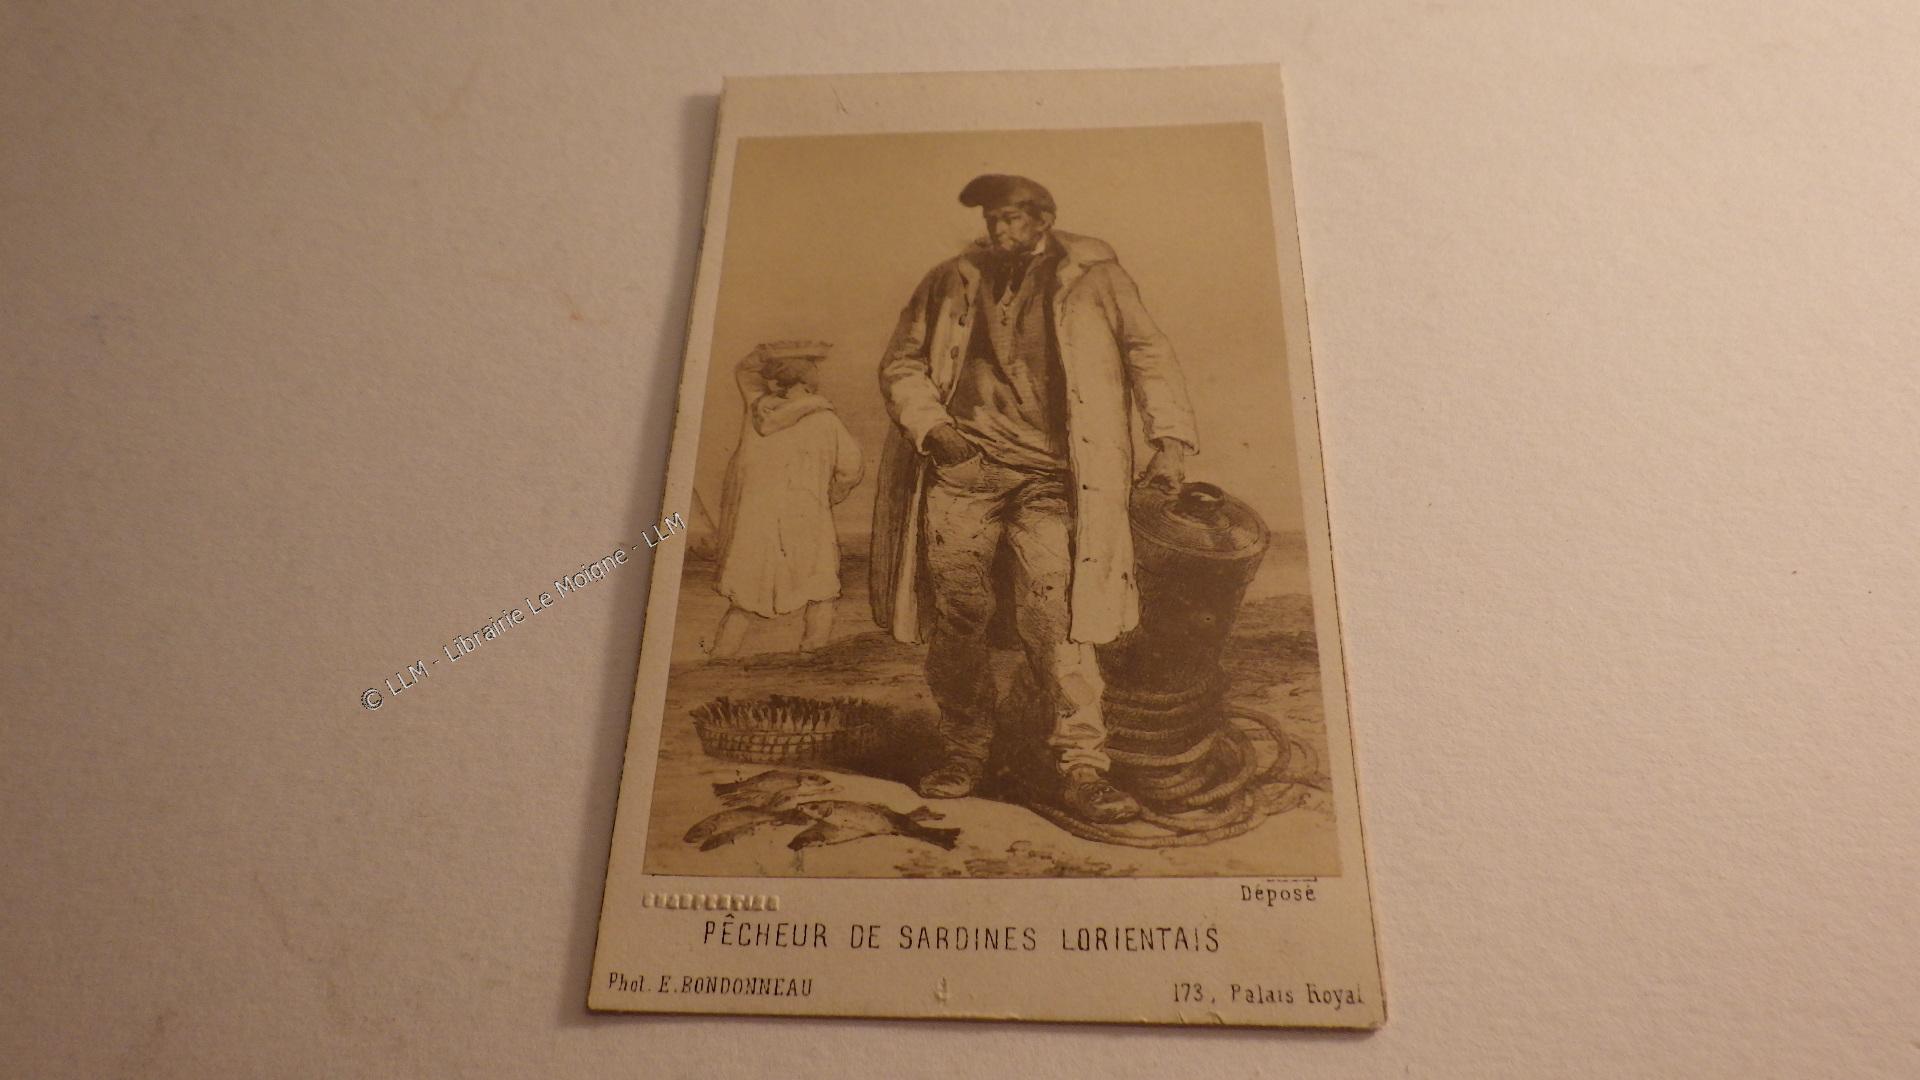 Déposé
PÊCHEUR DE SARDINES LORIENTAIS
Phot. E. BONDONNEAU
173, Palais Royal
© LLM - Librairie Le Moigne - LLM